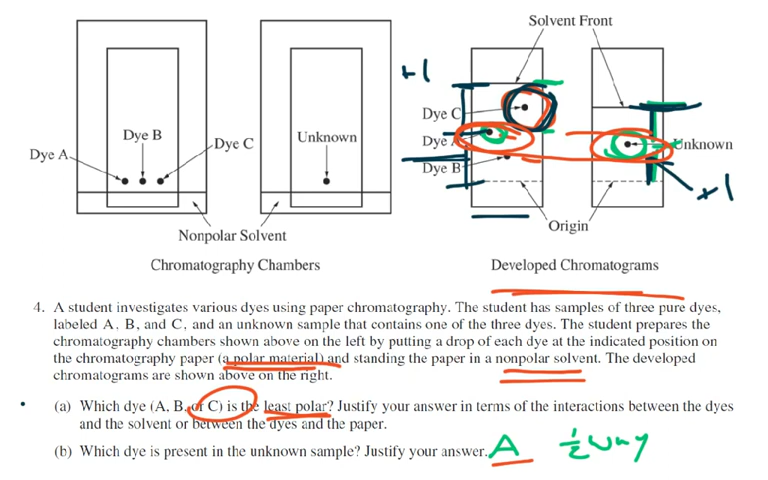 Solvent Front
+1
Dye C
Dye A
Dye B
Dye B
Dye C
Unknown
Dye A
Unknown
+1
Origin
Nonpolar Solvent
Chromatography Chambers
Developed Chromatograms
4. A student investigates various dyes using paper chromatography. The student has samples of three pure dyes,
labeled A, B, and C, and an unknown sample that contains one of the three dyes. The student prepares the
chromatography chambers shown above on the left by putting a drop of each dye at the indicated position on
the chromatography paper (a polar material) and standing the paper in a nonpolar solvent. The developed
chromatograms are shown above on the right.
(a) Which dye (A, B, or C) is the least polar? Justify your answer in terms of the interactions between the dyes
and the solvent or between the dyes and the paper.
(b) Which dye is present in the unknown sample? Justify your answer. A ½ way